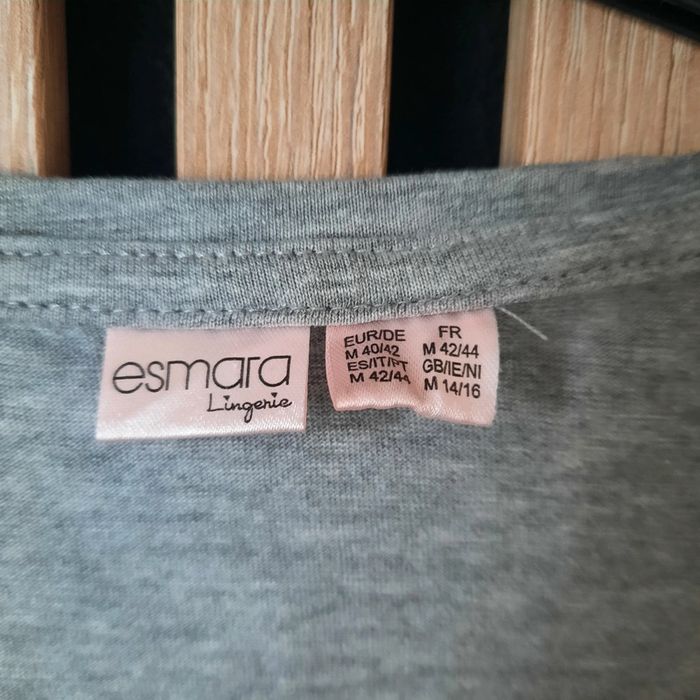 esmara
Lingerie
EUR/DE
M 40/42
ES/IT/PT
M 42/44
FR
M 42/44
GB/IE/NI
M 14/16